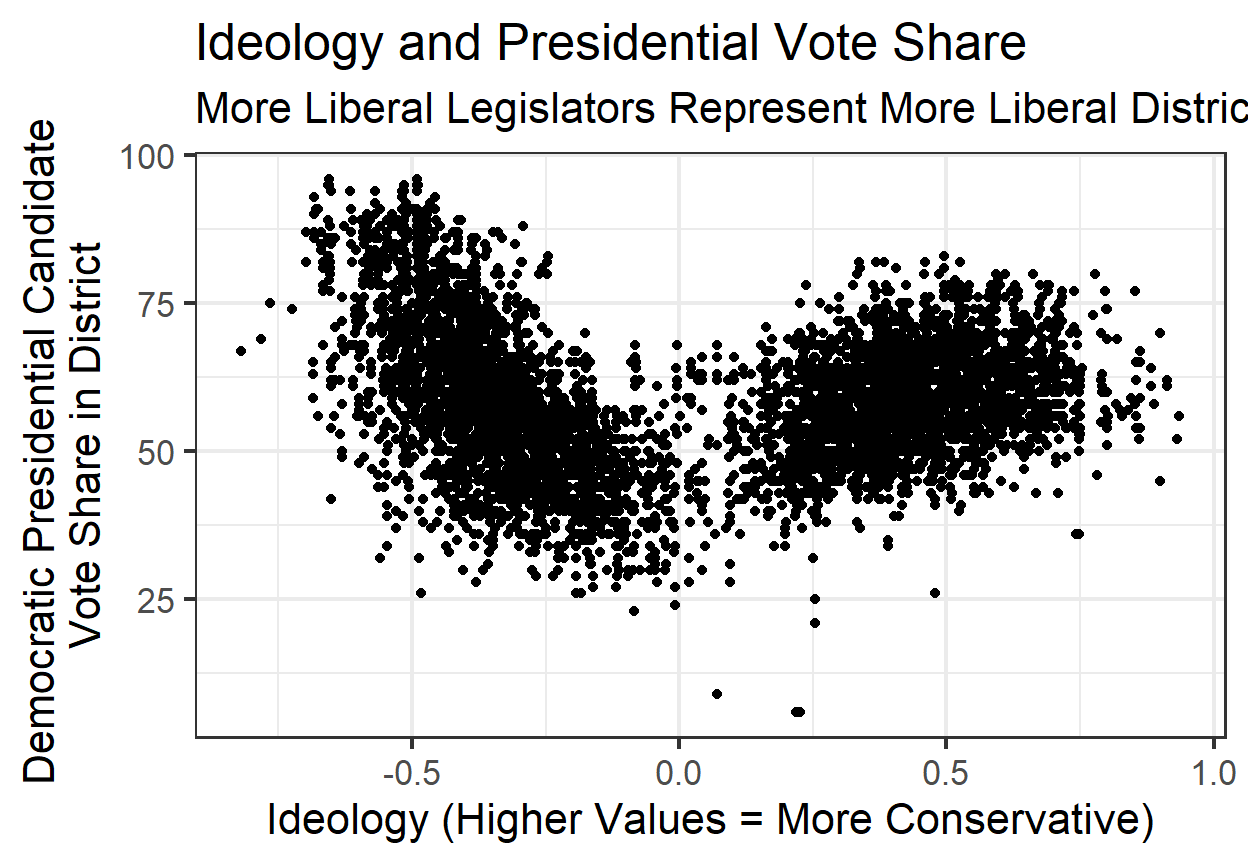 Ideology and Presidential Vote Share
More Liberal Legislators Represent More Liberal Distric
Democratic Presidential Candidate
Vote Share in District
100
75
50
25
-0.5
0.0
0.5
1.0
Ideology (Higher Values = More Conservative)